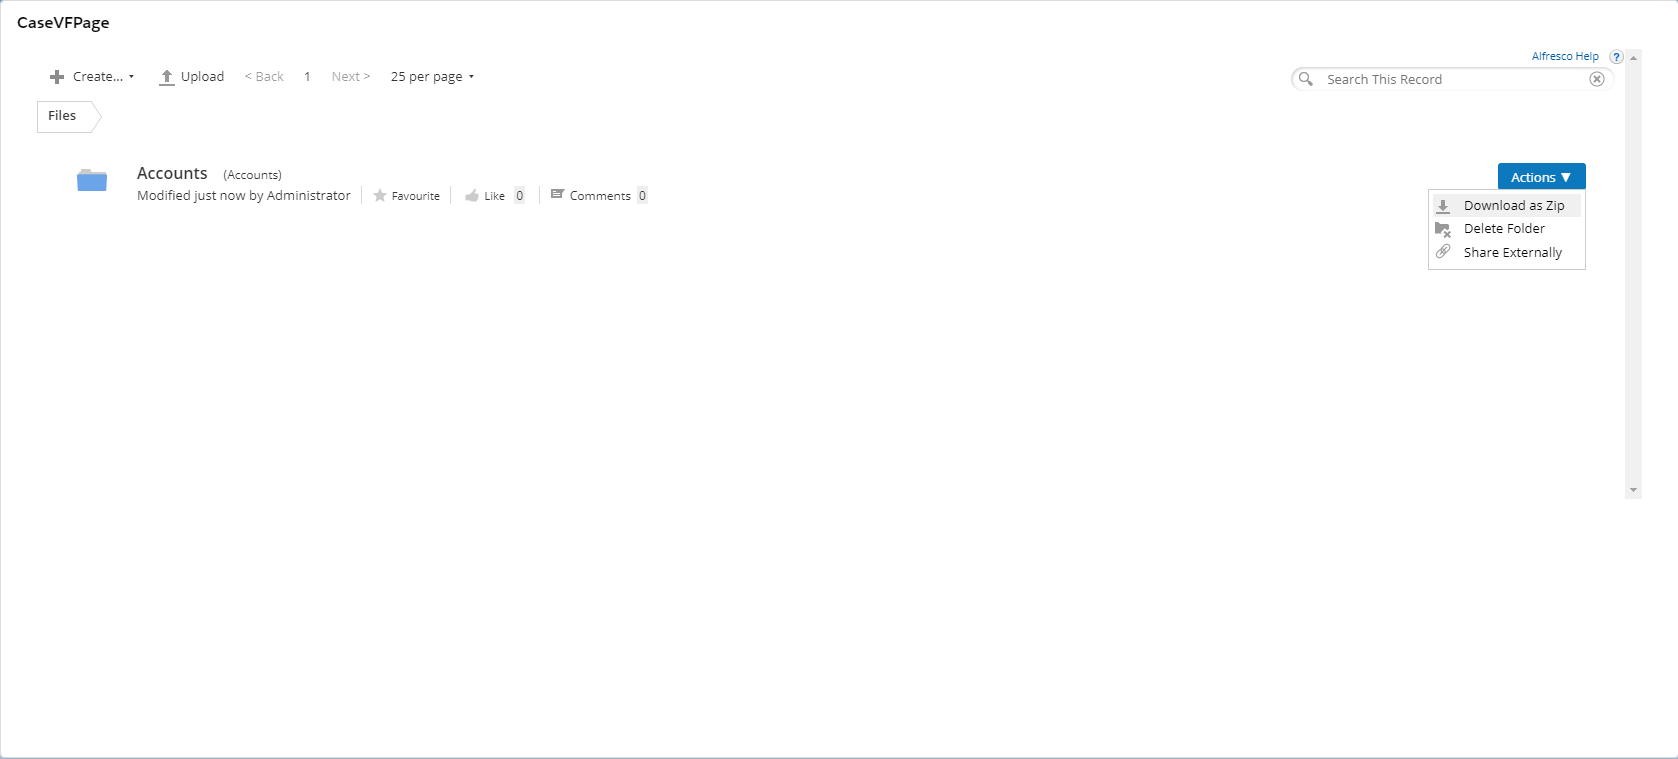 CaseVFPage
Alfresco Help ?
Create... Upload < Back 1 Next > 25 per page
Search This Record
Files
Accounts (Accounts)
Actions ▼
Modified just now by Administrator Favourite Like 0 Comments 0
Download as Zip
Delete Folder
Share Externally